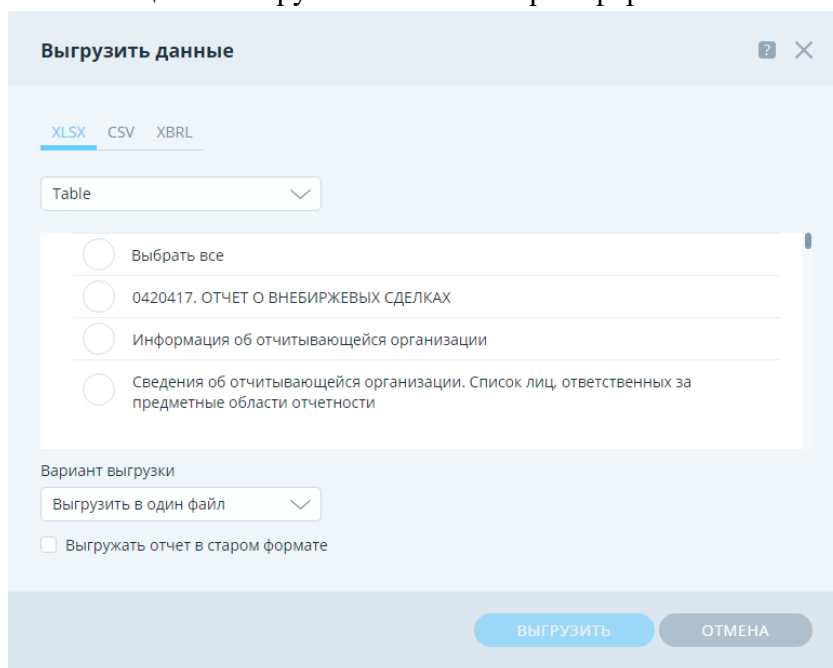 Выгрузить данные
?
XLSX CSV XBRL
Table
Выбрать все
0420417. ОТЧЕТ О ВНЕБИРЖЕВЫХ СДЕЛКАХ
Информация об отчитывающейся организации
Сведения об отчитывающейся организации. Список лиц, ответственных за
предметные области отчетности
Вариант выгрузки
Выгрузить в один файл
Выгружать отчет в старом формате
ВЫГРУЗИТЬ ОТМЕНА